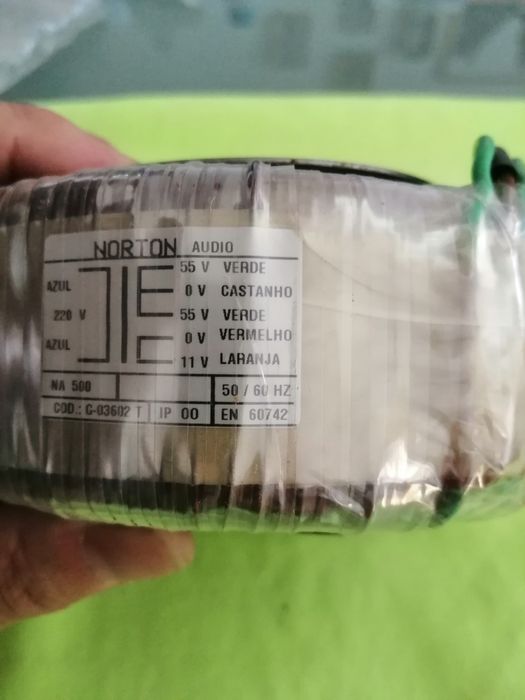 NORTON AUDIO
AZUL 55 V VERDE
0 V CASTANHO
220 V 55 V VERDE
0 V VERMELHO
AZUL 11 V LARANJA
NA 500 50 / 60 HZ
COD.: G-03602 T IP 00 EN 60742